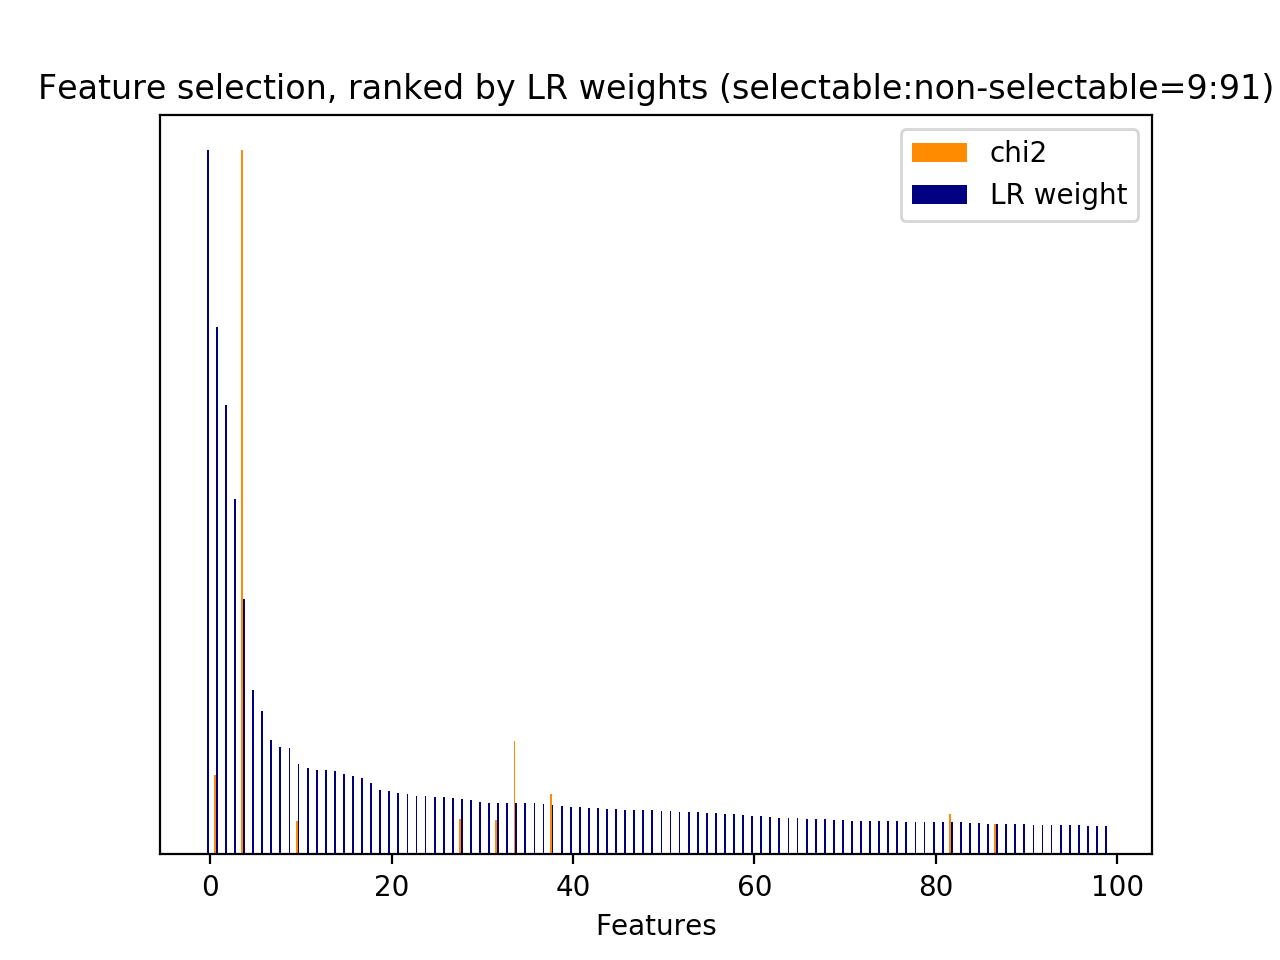 Feature selection, ranked by LR weights (selectable:non-selectable=9:91)
chi2
LR weight
0 20 40 60 80 100
Features